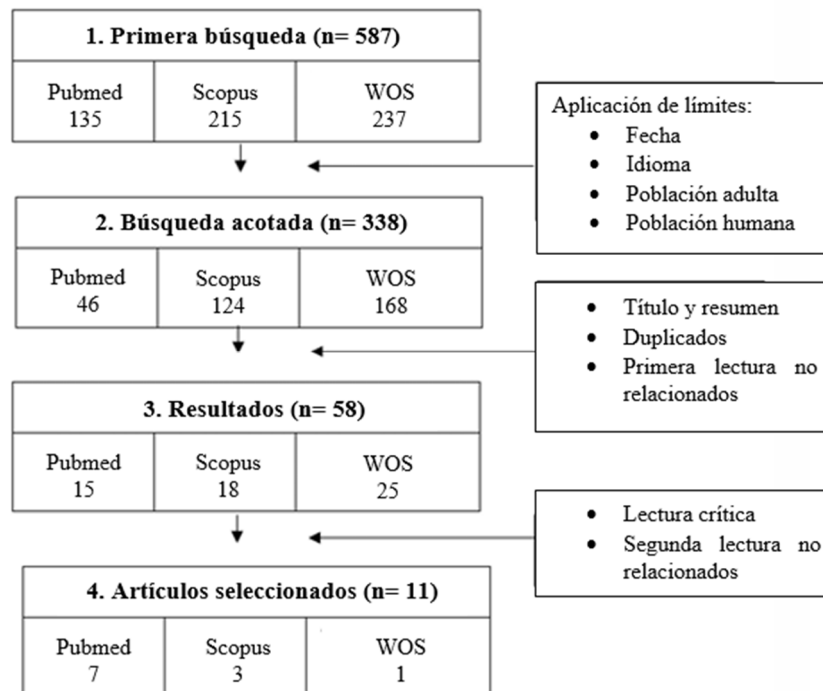 1. Primera búsqueda (n= 587)
Pubmed
135
Scopus
215
WOS
237
Aplicación de límites:
• Fecha
• Idioma
• Población adulta
• Población humana
2. Búsqueda acotada (n= 338)
Pubmed
46
Scopus
124
WOS
168
• Título y resumen
• Duplicados
• Primera lectura no
relacionados
3. Resultados (n= 58)
Pubmed
15
Scopus
18
WOS
25
• Lectura crítica
• Segunda lectura no
relacionados
4. Artículos seleccionados (n= 11)
Pubmed
7
Scopus
3
WOS
1